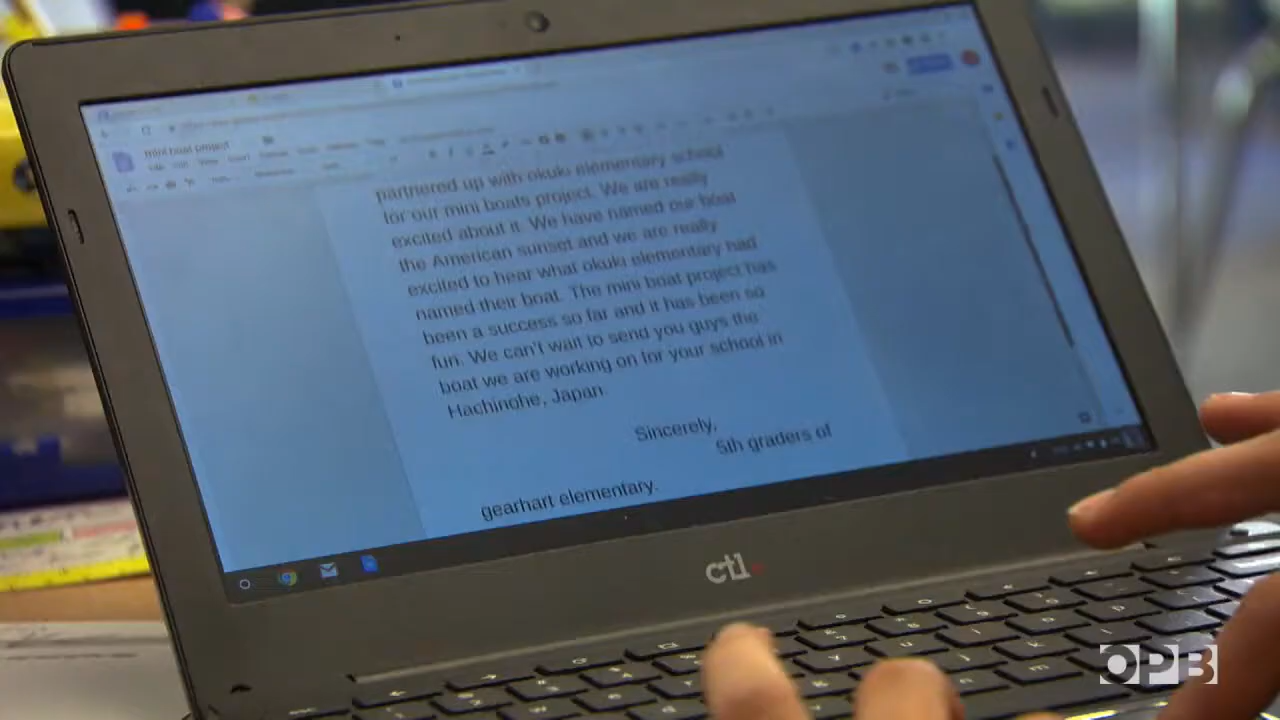 mini boat project
partnered up with okuki elementary school
for our mini boats project. We are really
excited about it. We have named our boat
the American sunset and we are really
excited to hear what okuki elementary had
named their boat. The mini boat project has
been a success so far and it has been so
fun. We can't wait to send you guys the
boat we are working on for your school in
Hachinohe, Japan
Sincerely,
5th graders of
gearhart elementary.
ctl
OPB